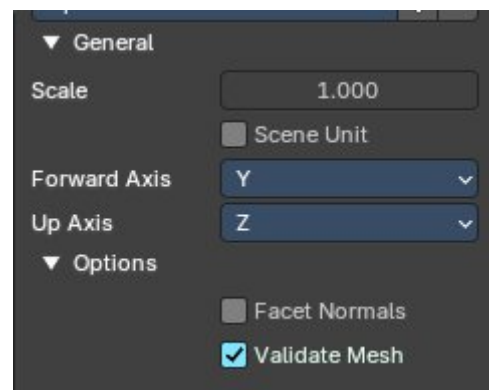 General
Scale 1.000
Scene Unit
Forward Axis Y
Up Axis Z
Options
Facet Normals
Validate Mesh